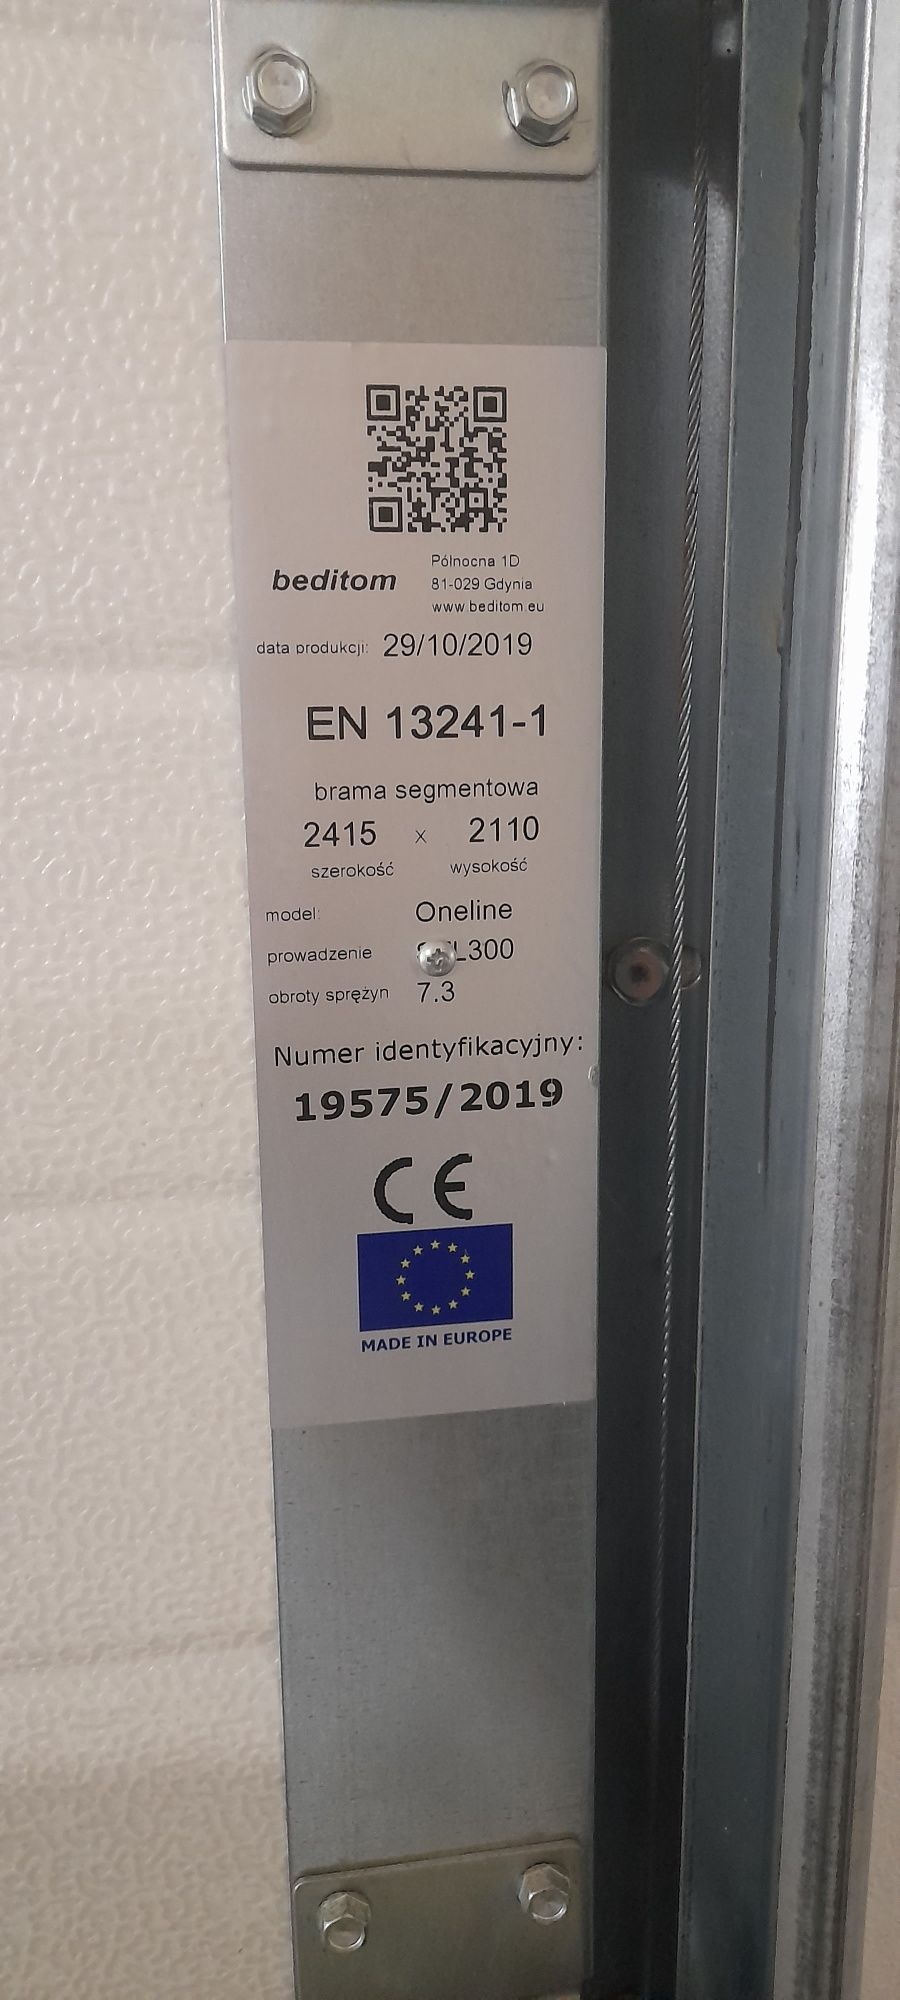 beditom
Północna 1D
81-029 Gdynia
www.beditom.eu
data produkcji: 29/10/2019
EN 13241-1
brama segmentowa
2415 x 2110
szerokość wysokość
model: Oneline
prowadzenie
obroty sprężyn 7.3
Numer identyfikacyjny:
19575/2019
CE
MADE IN EUROPE